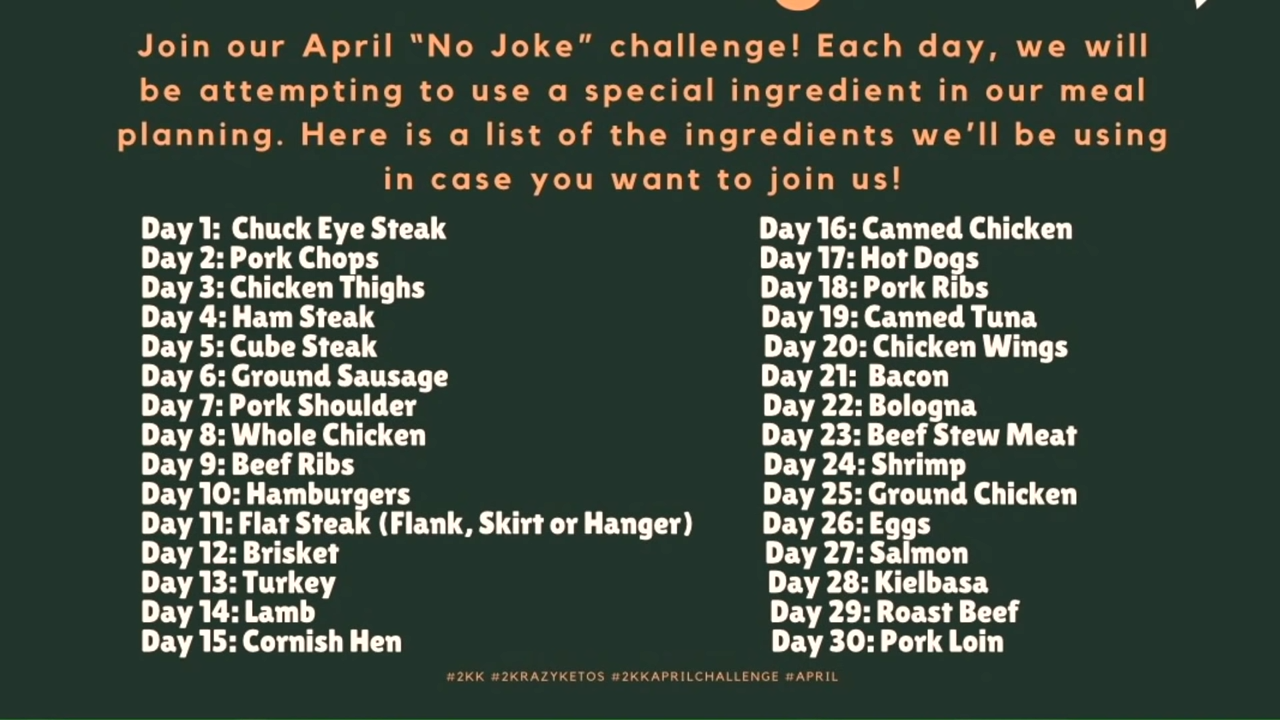 Join our April “No Joke” challenge! Each day, we will
be attempting to use a special ingredient in our meal
planning. Here is a list of the ingredients we’ll be using
in case you want to join us!
Day 1: Chuck Eye Steak
Day 2: Pork Chops
Day 3: Chicken Thighs
Day 4: Ham Steak
Day 5: Cube Steak
Day 6: Ground Sausage
Day 7: Pork Shoulder
Day 8: Whole Chicken
Day 9: Beef Ribs
Day 10: Hamburgers
Day 11: Flat Steak (Flank, Skirt or Hanger)
Day 12: Brisket
Day 13: Turkey
Day 14: Lamb
Day 15: Cornish Hen
Day 16: Canned Chicken
Day 17: Hot Dogs
Day 18: Pork Ribs
Day 19: Canned Tuna
Day 20: Chicken Wings
Day 21: Bacon
Day 22: Bologna
Day 23: Beef Stew Meat
Day 24: Shrimp
Day 25: Ground Chicken
Day 26: Eggs
Day 27: Salmon
Day 28: Kielbasa
Day 29: Roast Beef
Day 30: Pork Loin
#2KK #2KRAZYKETOS #2KKAPRILCHALLENGE #APRIL